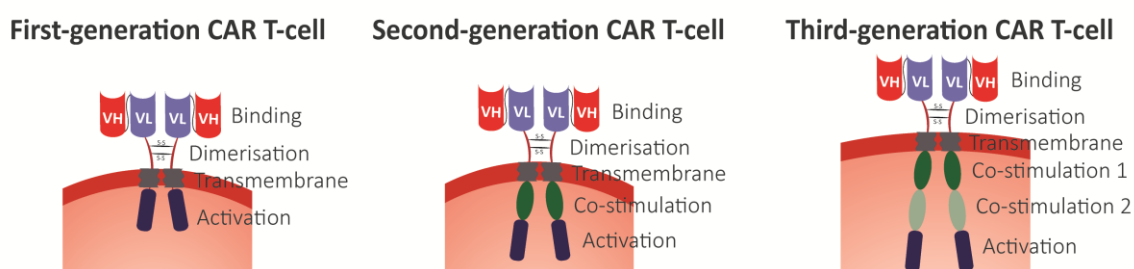 First-generation CAR T-cell
VH VL VL VH
Binding
S-S
S-S
Dimerisation
Transmembrane
Activation
Second-generation CAR T-cell
VH VL VL VH
Binding
S-S
S-S
Dimerisation
Transmembrane
Co-stimulation
Activation
Third-generation CAR T-cell
VH VL VL VH
Binding
S-S
S-S
Dimerisation
Transmembrane
Co-stimulation 1
Co-stimulation 2
Activation